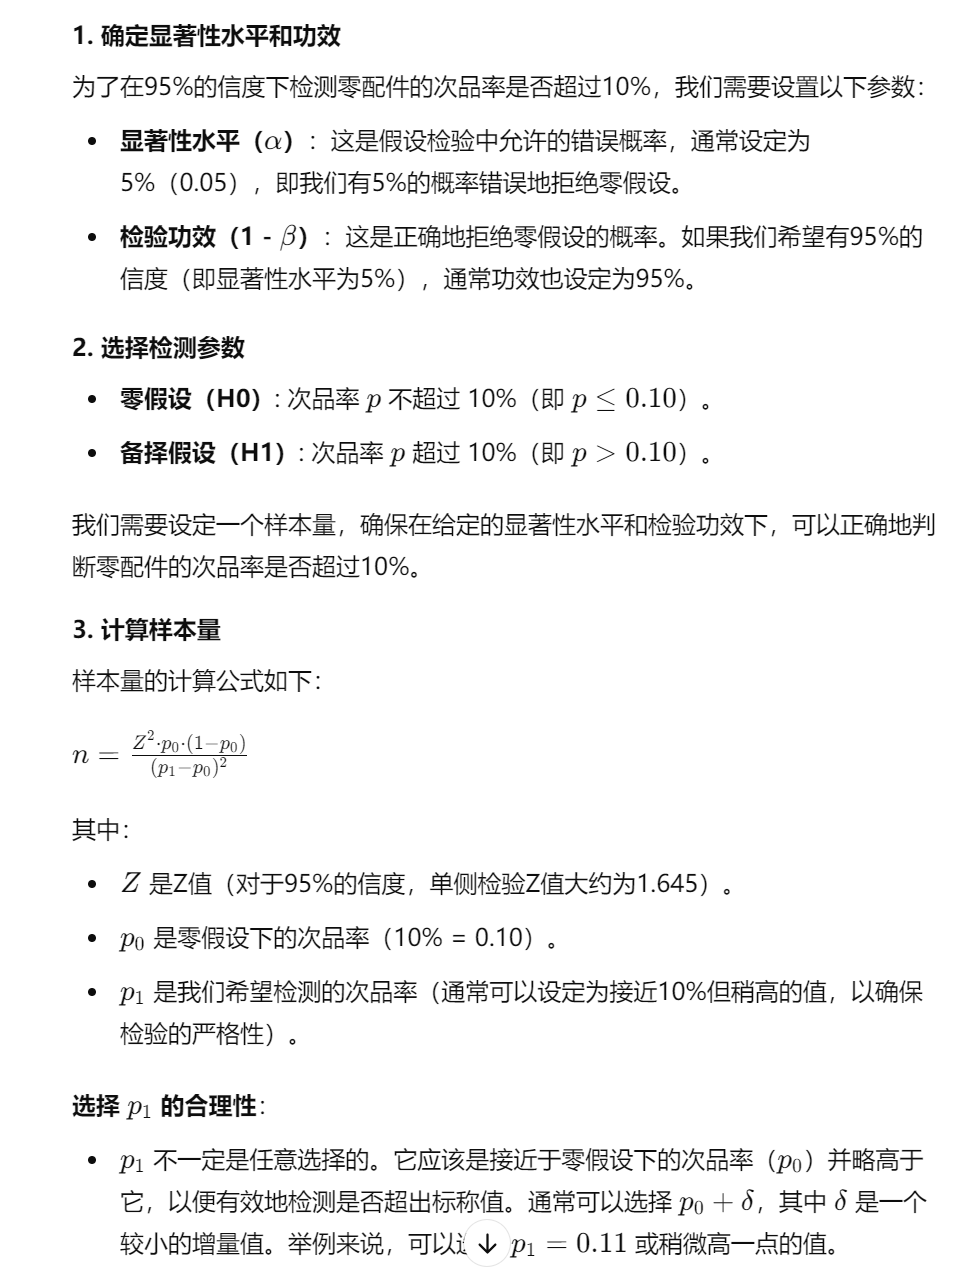 1. 确定显著性水平和功效
为了在95%的信度下检测零配件的次品率是否超过10%，我们需要设置以下参数：
• 显著性水平（α）：这是假设检验中允许的错误概率，通常设定为
5%（0.05），即我们有5%的概率错误地拒绝零假设。
• 检验功效（1 - β）：这是正确地拒绝零假设的概率。如果我们希望有95%的
信度（即显著性水平为5%），通常功效也设定为95%。
2. 选择检测参数
• 零假设（H0）: 次品率 p 不超过 10%（即 p ≤ 0.10）。
• 备择假设（H1）: 次品率 p 超过 10%（即 p > 0.10）。
我们需要设定一个样本量，确保在给定的显著性水平和检验功效下，可以正确地判
断零配件的次品率是否超过10%。
3. 计算样本量
样本量的计算公式如下：
n = \frac{Z^2·p_0·(1−p_0)}{(p_1−p_0)^2}
其中：
• Z 是Z值（对于95%的信度，单侧检验Z值大约为1.645）。
• p_0 是零假设下的次品率（10% = 0.10）。
• p_1 是我们希望检测的次品率（通常可以设定为接近10%但稍高的值，以确保
检验的严格性）。
选择 p_1 的合理性：
• p_1 不一定是任意选择的。它应该是接近于零假设下的次品率（p_0）并略高于
它，以便有效地检测是否超出标称值。通常可以选择 p_0 + δ，其中 δ 是一个
较小的增量值。举例来说，可以 p_1 = 0.11 或稍微高一点的值。